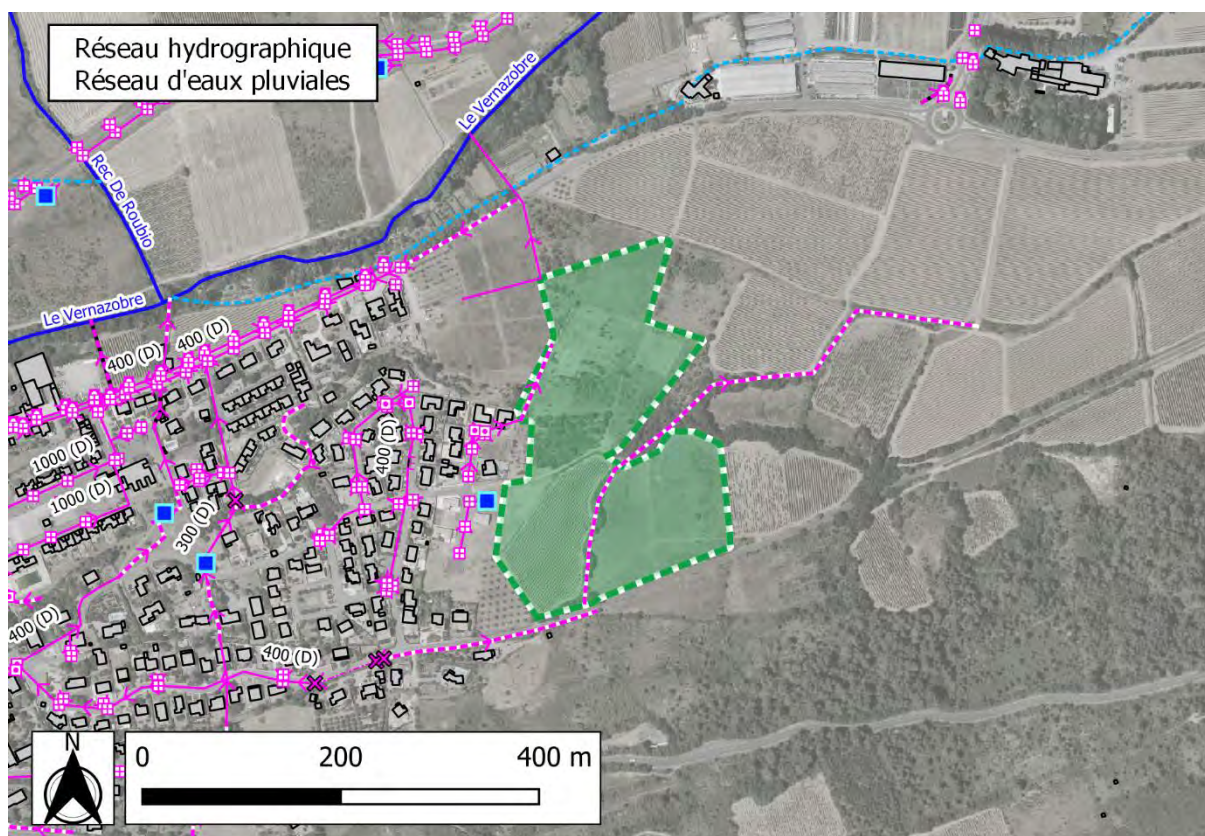 Réseau hydrographique
Réseau d'eaux pluviales
Le Vernazobre
Rec De Roubio
Le Vernazobre
400 (D)
400 (D)
400 (D)
1000 (D)
1000 (D)
300 (D)
400 (D)
400 (D)
N
0 200 400 m